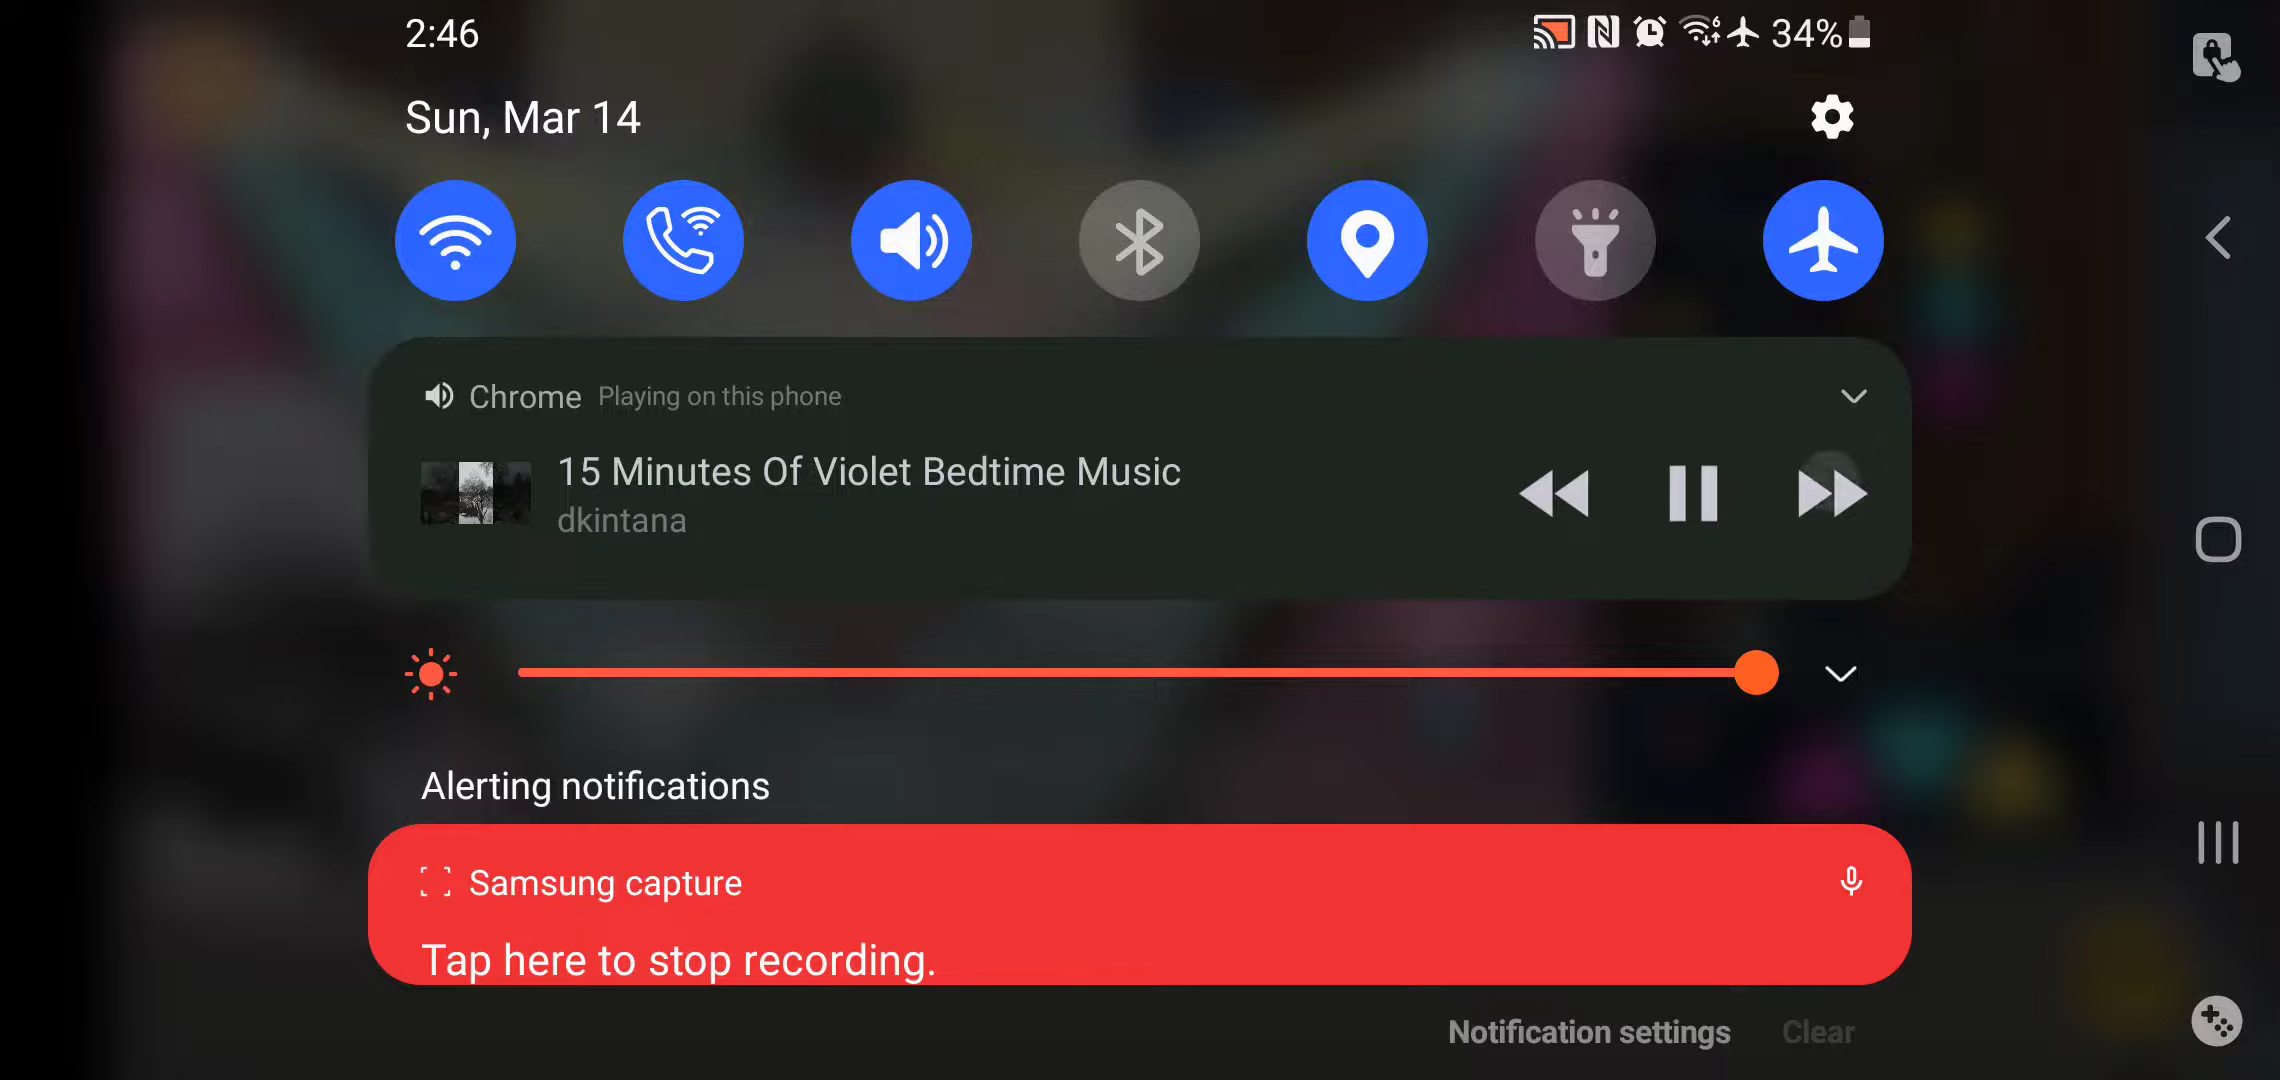 2:46
34%
Sun, Mar 14
Chrome Playing on this phone
15 Minutes Of Violet Bedtime Music
dkintana
Alerting notifications
Samsung capture
Tap here to stop recording.
Notification settings Clear